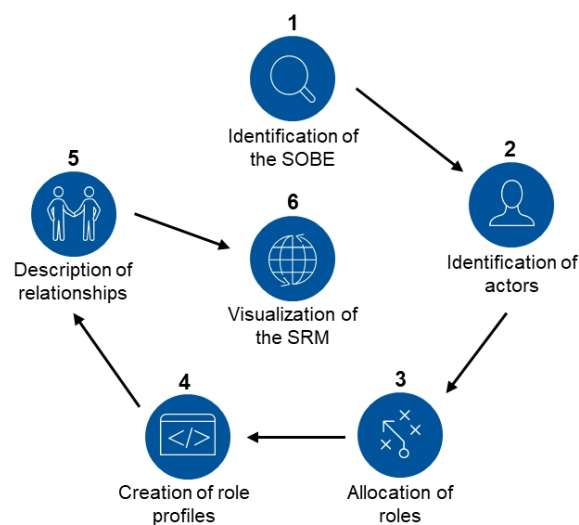 1
Identification of
the SOBE
2
Identification of
actors
3
Allocation of
roles
4
</>
Creation of role
profiles
5
Description of
relationships
6
Visualization of
the SRM